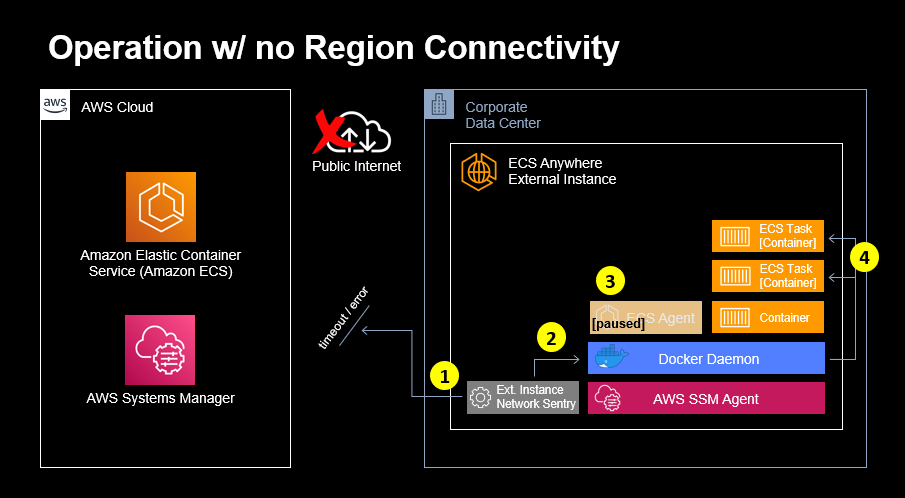 Operation w/ no Region Connectivity
aws
AWS Cloud
Public Internet
Corporate
Data Center
ECS Anywhere
External Instance
Amazon Elastic Container
Service (Amazon ECS)
AWS Systems Manager
timeout / error
ECS Task
[Container]
4
ECS Task
[Container]
3
[paused]
ECS Agent
Container
2
Docker Daemon
1
Ext. Instance
Network Sentry
AWS SSM Agent